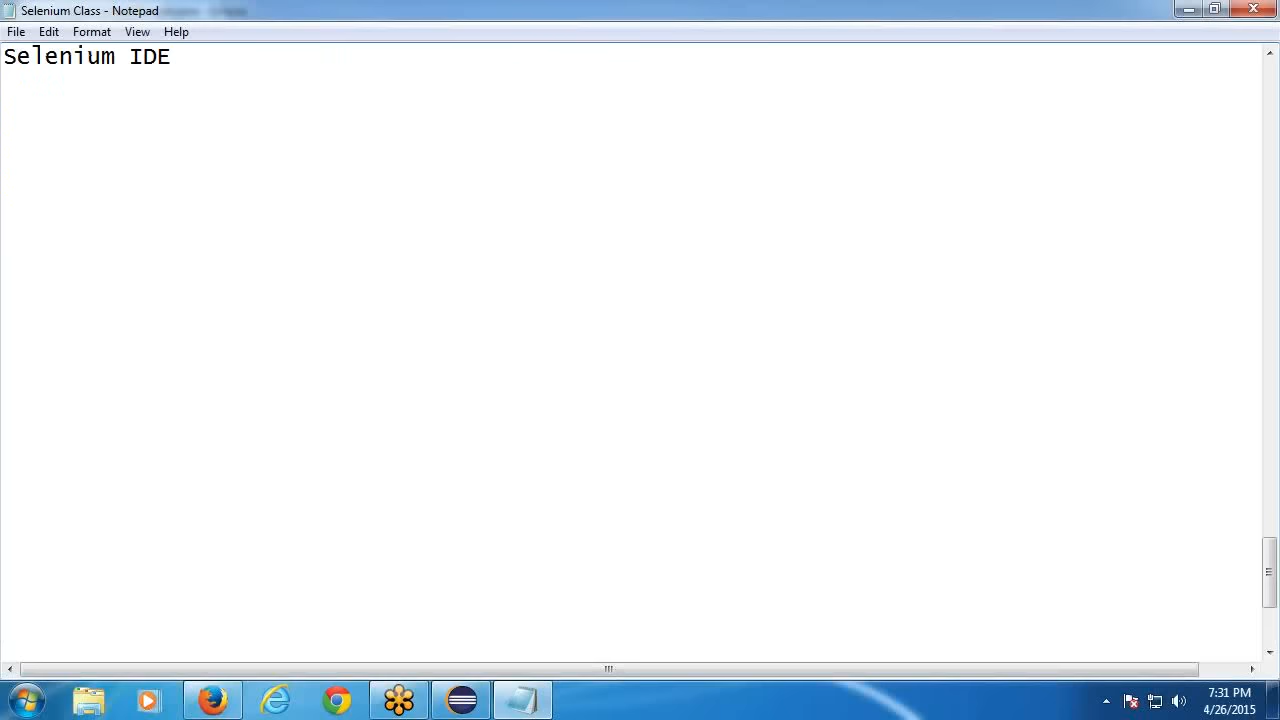 Selenium Class - Notepad
File Edit Format View Help
Selenium IDE
7:31 PM
4/26/2015